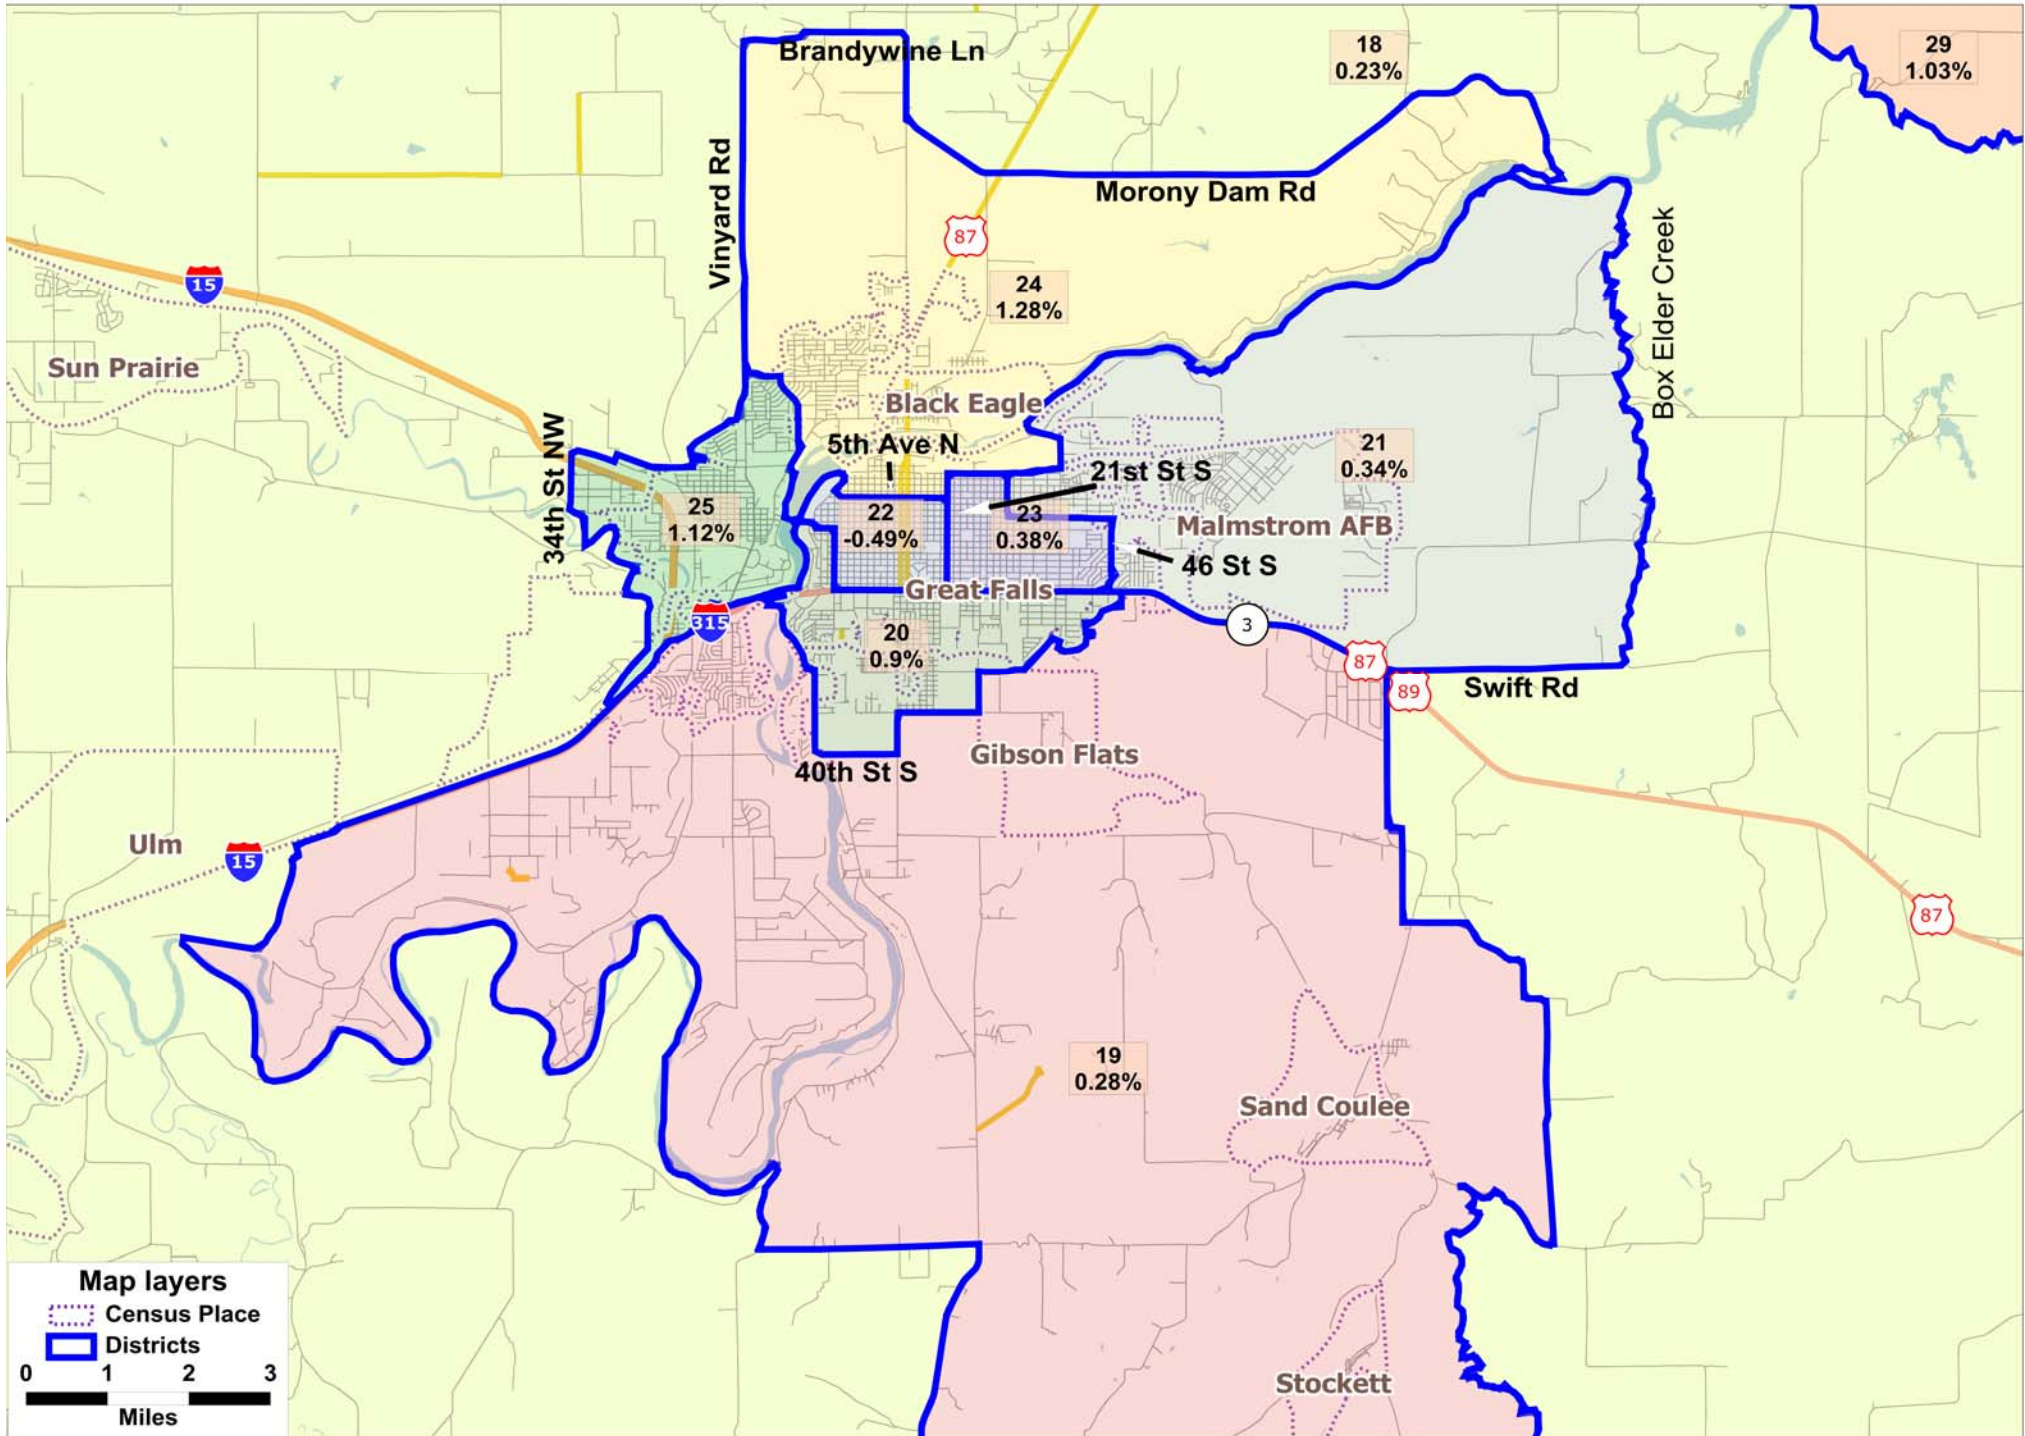 Brandywine Ln
18
0.23%
29
1.03%
Vinyard Rd
Morony Dam Rd
87
15
24
1.28%
Box Elder Creek
Sun Prairie
Black Eagle
34th St NW
5th Ave N
21
0.34%
21st St S
25
1.12%
22
-0.49%
23
0.38%
Malmstrom AFB
46 St S
Great Falls
315
20
0.9%
3
87
89
Swift Rd
Gibson Flats
40th St S
Ulm
15
87
19
0.28%
Sand Coulee
Stockett
Map layers
Census Place
Districts
0 1 2 3
Miles